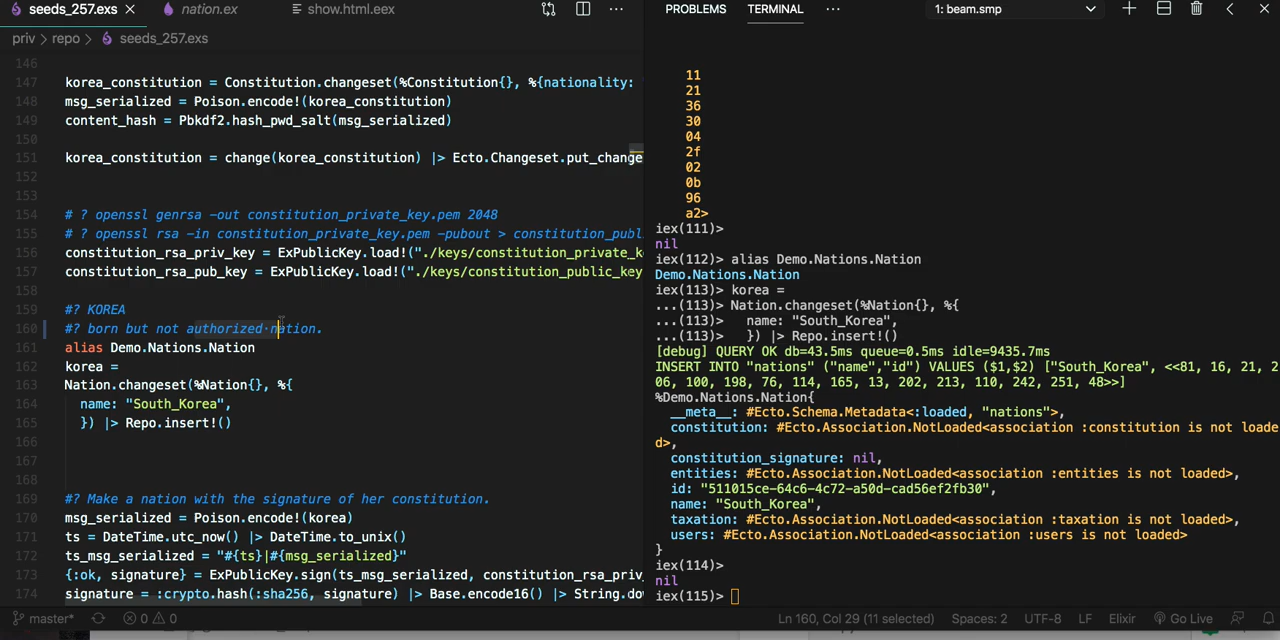 seeds_257.exs
nation.ex
show.html.eex
priv > repo > seeds_257.exs
146
147 korea_constitution = Constitution.changeset(%Constitution{}, %{nationality:
148 msg_serialized = Poison.encode!(korea_constitution)
149 content_hash = Pbkdf2.hash_pwd_salt(msg_serialized)
150
151 korea_constitution = change(korea_constitution) |> Ecto.Changeset.put_change
152
153
154 # ? openssl genrsa -out constitution_private_key.pem 2048
155 # ? openssl rsa -in constitution_private_key.pem -pubout > constitution_publ
156 constitution_rsa_priv_key = ExPublicKey.load!("./keys/constitution_private_k
157 constitution_rsa_pub_key = ExPublicKey.load!("./keys/constitution_public_key
158
159 #? KOREA
160 #? born but not authorized·nation.
161 alias Demo.Nations.Nation
162 korea =
163 Nation.changeset(%Nation{}, %{
164 name: "South_Korea",
165 }) |> Repo.insert!()
166
167
168
169 #? Make a nation with the signature of her constitution.
170 msg_serialized = Poison.encode!(korea)
171 ts = DateTime.utc_now() |> DateTime.to_unix()
172 ts_msg_serialized = "#{ts}|#{msg_serialized}"
173 {:ok, signature} = ExPublicKey.sign(ts_msg_serialized, constitution_rsa_priv_
174 signature = :crypto.hash(:sha256, signature) |> Base.encode16() |> String.do
PROBLEMS TERMINAL ··· 1: beam.smp
11
21
36
30
04
2f
02
0b
96
a2>
iex(111)>
nil
iex(112)> alias Demo.Nations.Nation
Demo.Nations.Nation
iex(113)> korea =
...(113)> Nation.changeset(%Nation{}, %{
...(113)> name: "South_Korea",
...(113)> }) |> Repo.insert!()
[debug] QUERY OK db=43.5ms queue=0.5ms idle=9435.7ms
INSERT INTO "nations" ("name","id") VALUES ($1,$2) ["South_Korea", <<81, 16, 21, 2
06, 100, 198, 76, 114, 165, 13, 202, 213, 110, 242, 251, 48>>]
%Demo.Nations.Nation{
__meta__: #Ecto.Schema.Metadata<:loaded, "nations">,
constitution: #Ecto.Association.NotLoaded<association :constitution is not loade
d>,
constitution_signature: nil,
entities: #Ecto.Association.NotLoaded<association :entities is not loaded>,
id: "511015ce-64c6-4c72-a50d-cad56ef2fb30",
name: "South_Korea",
taxation: #Ecto.Association.NotLoaded<association :taxation is not loaded>,
users: #Ecto.Association.NotLoaded<association :users is not loaded>
}
iex(114)>
nil
iex(115)>
master* 0 0 Ln 160, Col 29 (11 selected) Spaces: 2 UTF-8 LF Elixir Go Live